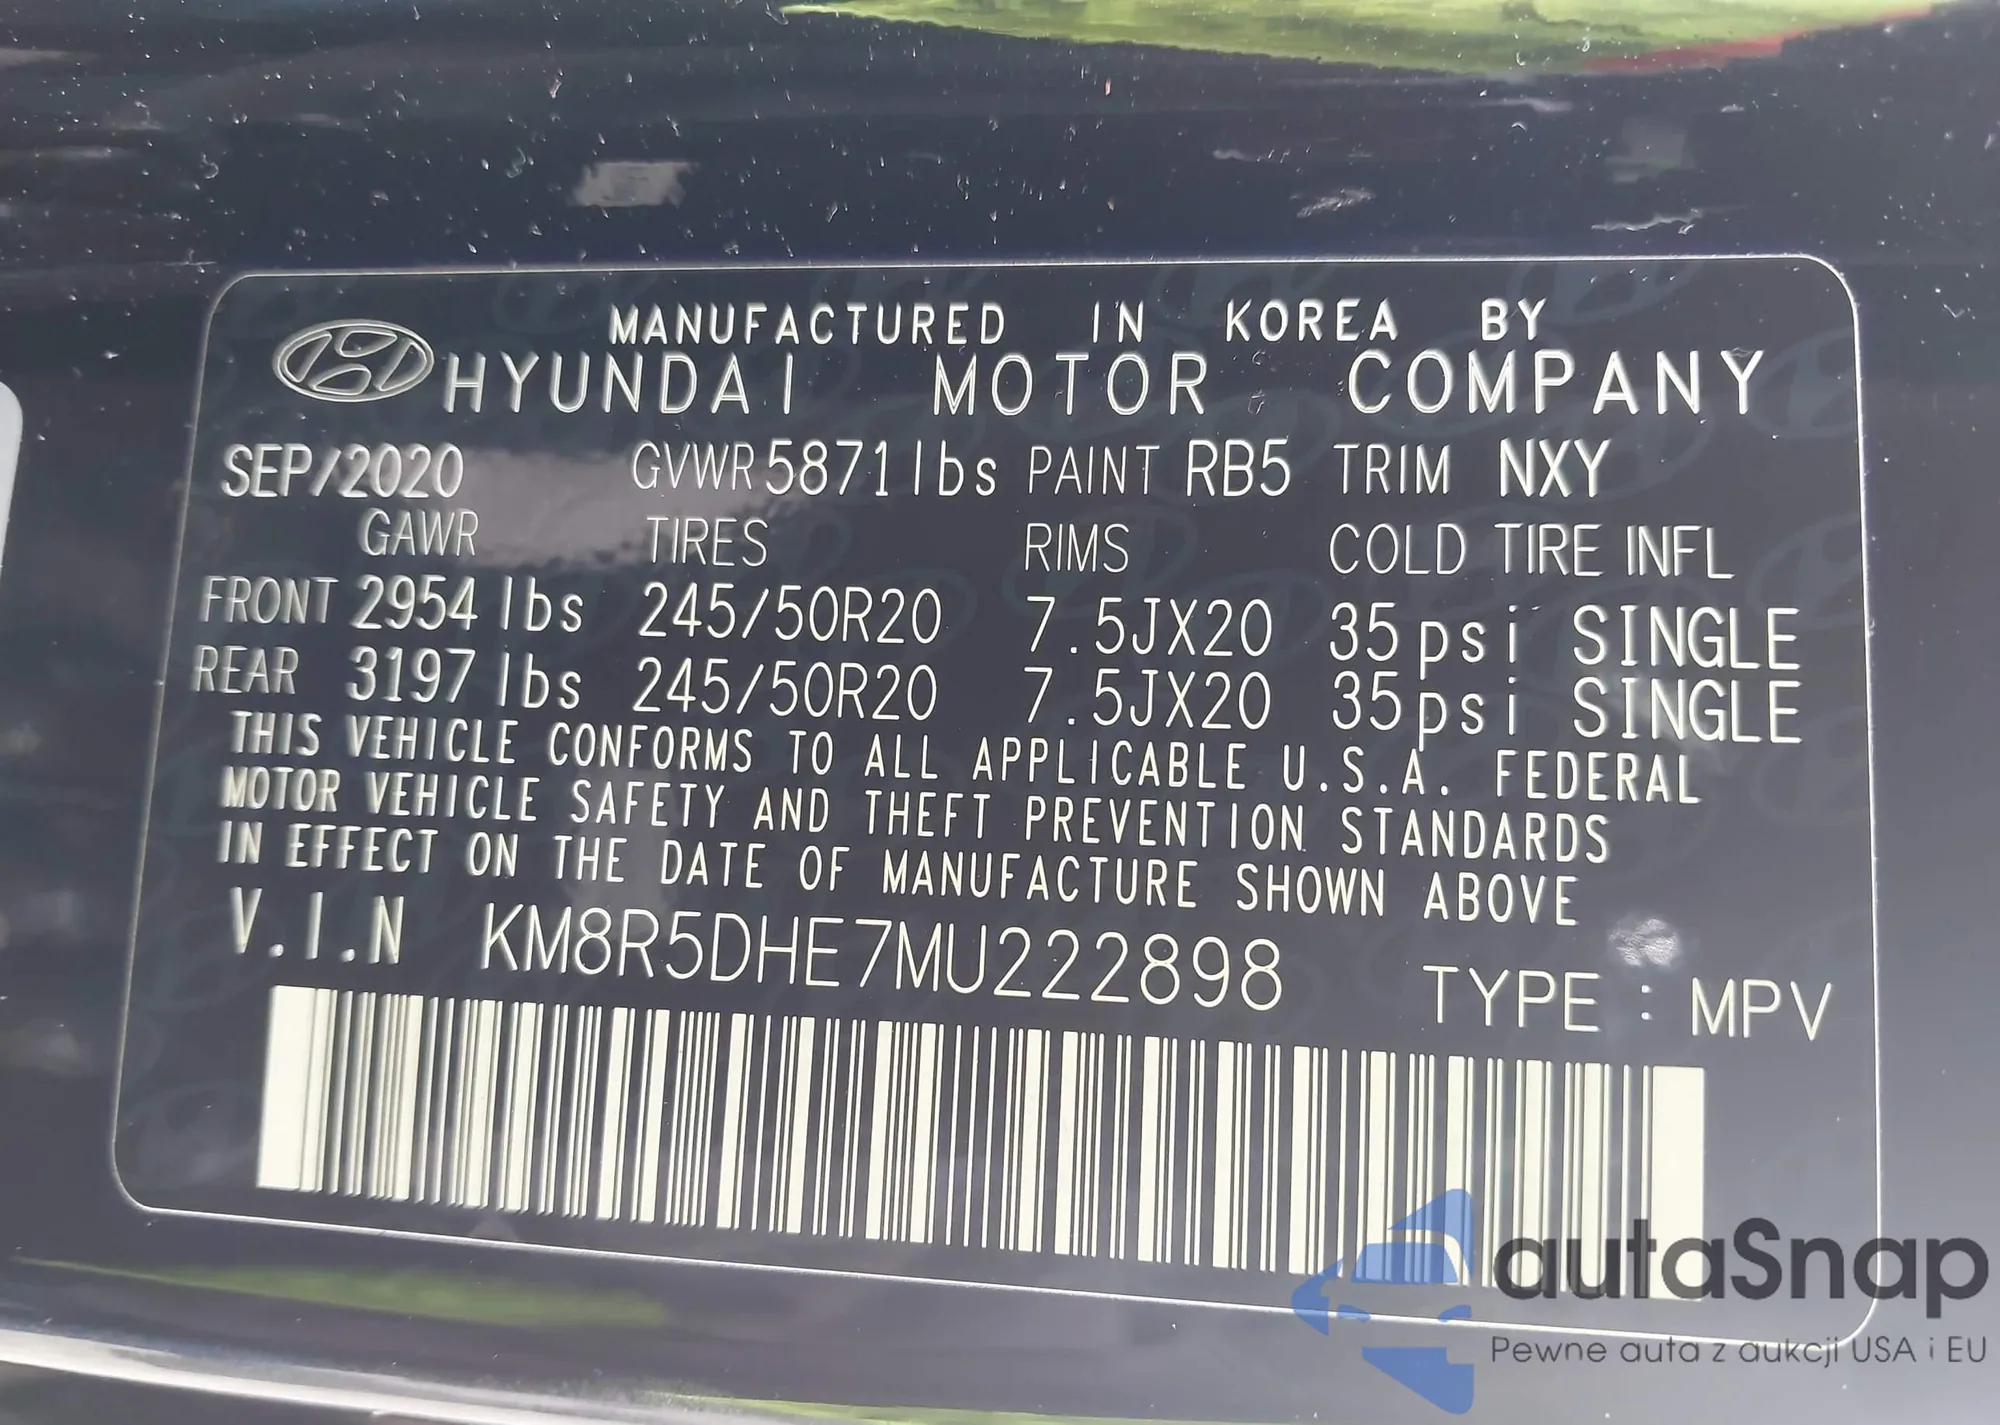 MANUFACTURED IN KOREA BY
HYUNDAI MOTOR COMPANY
SEP/2020 GVWR 5871 lbs PAINT RB5 TRIM NXY
GAWR TIRES RIMS COLD TIRE INFL
FRONT 2954 lbs 245/50R20 7.5JX20 35psi SINGLE
REAR 3197 lbs 245/50R20 7.5JX20 35psi SINGLE
THIS VEHICLE CONFORMS TO ALL APPLICABLE U.S.A. FEDERAL
MOTOR VEHICLE SAFETY AND THEFT PREVENTION STANDARDS
IN EFFECT ON THE DATE OF MANUFACTURE SHOWN ABOVE
V.I.N KM8R5DHE7MU222898
TYPE : MPV
autaSnap
Pewne auta z aukcji USA i EU